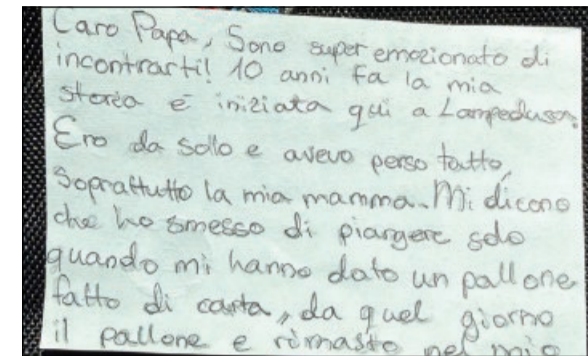 Caro Papa, Sono super emozionato di
incontrarti! 10 anni fa la mia
storia è iniziata qui a Lampedusa.
Ero da solo e avevo perso tutto,
soprattutto la mia mamma. Mi dicono
che ho smesso di piangere solo
quando mi hanno dato un pallone
fatto di carta, da quel giorno
il pallone è rimasto nel mio